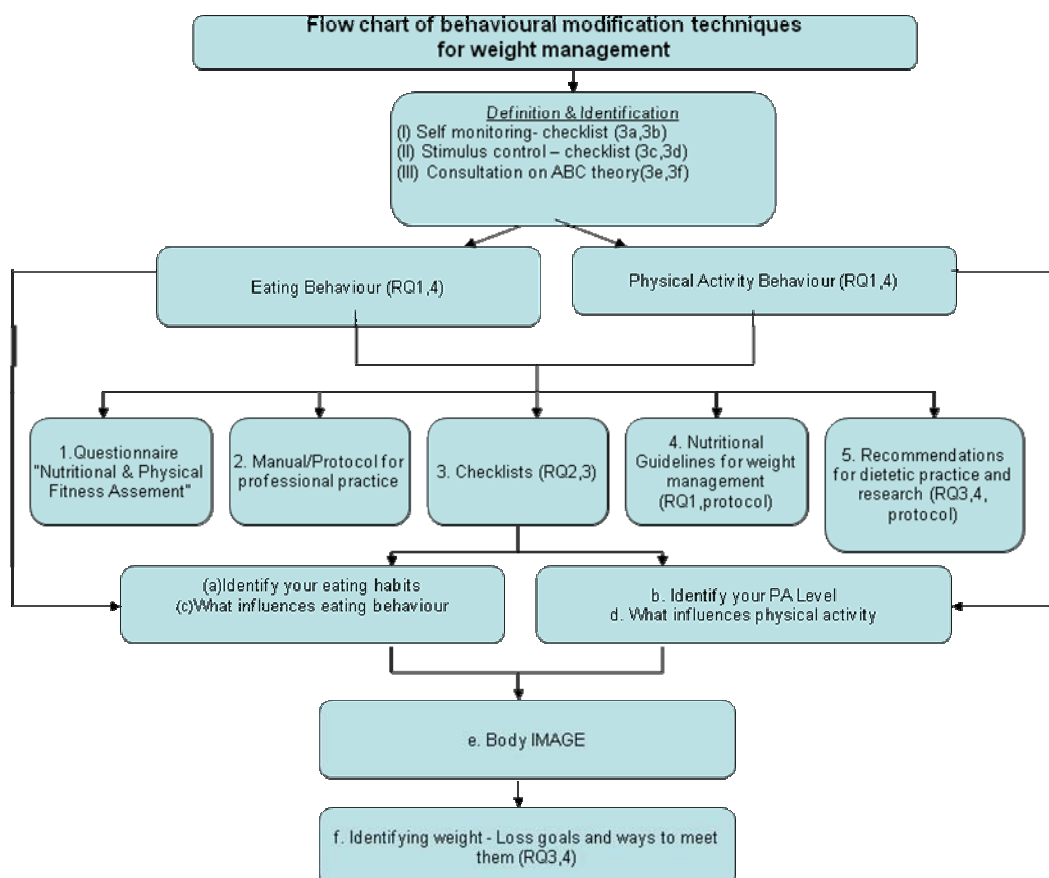 Flow chart of behavioural modification techniques
for weight management
Definition & Identification
(I) Self monitoring- checklist (3a,3b)
(II) Stimulus control – checklist (3c,3d)
(III) Consultation on ABC theory(3e,3f)
Eating Behaviour (RQ1,4)
Physical Activity Behaviour (RQ1,4)
1.Questionnaire
"Nutritional & Physical
Fitness Assement"
2. Manual/Protocol for
professional practice
3. Checklists (RQ2,3)
4. Nutritional
Guidelines for weight
management
(RQ1,protocol)
5. Recommendations
for dietetic practice and
research (RQ3,4,
protocol)
(a)Identify your eating habits
(c)What influences eating behaviour
b. Identify your PA Level
d. What influences physical activity
e. Body IMAGE
f. Identifying weight - Loss goals and ways to meet
them (RQ3,4)